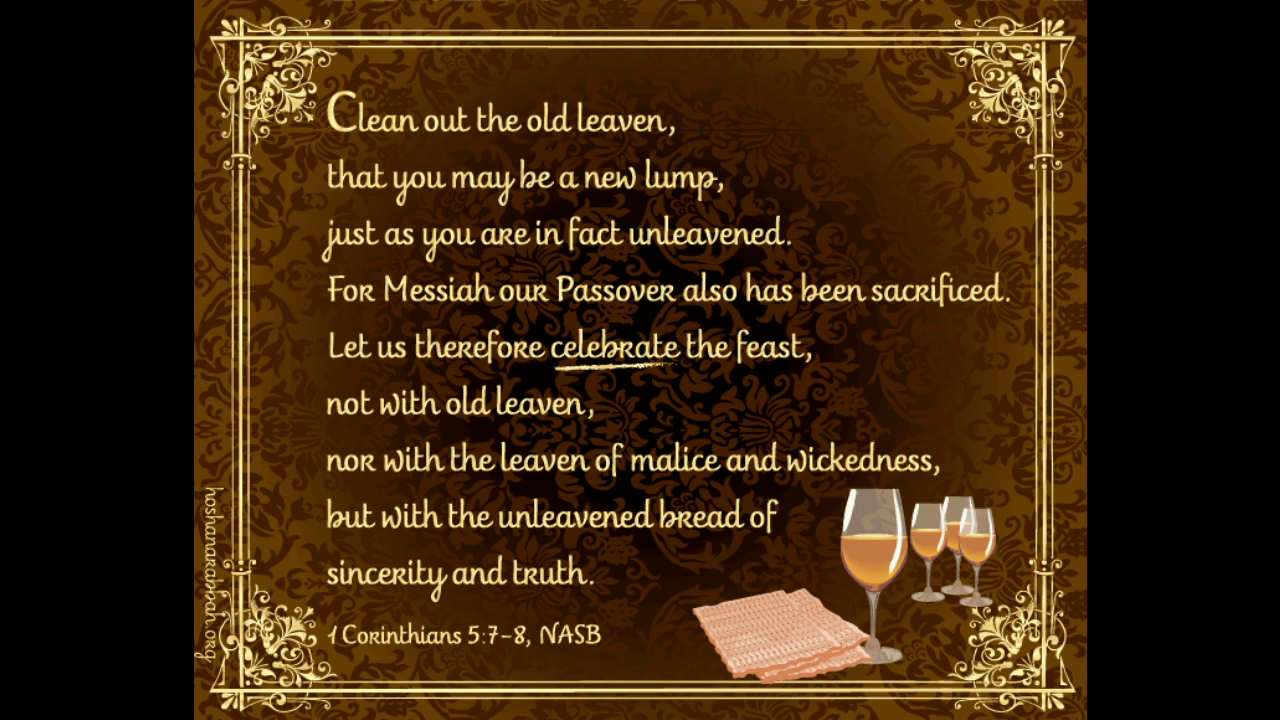 Clean out the old leaven,
that you may be a new lump,
just as you are in fact unleavened.
For Messiah our Passover also has been sacrificed.
Let us therefore celebrate the feast,
not with old leaven,
nor with the leaven of malice and wickedness,
but with the unleavened bread of
sincerity and truth.
1 Corinthians 5:7-8, NASB
hoshanarabbah.org